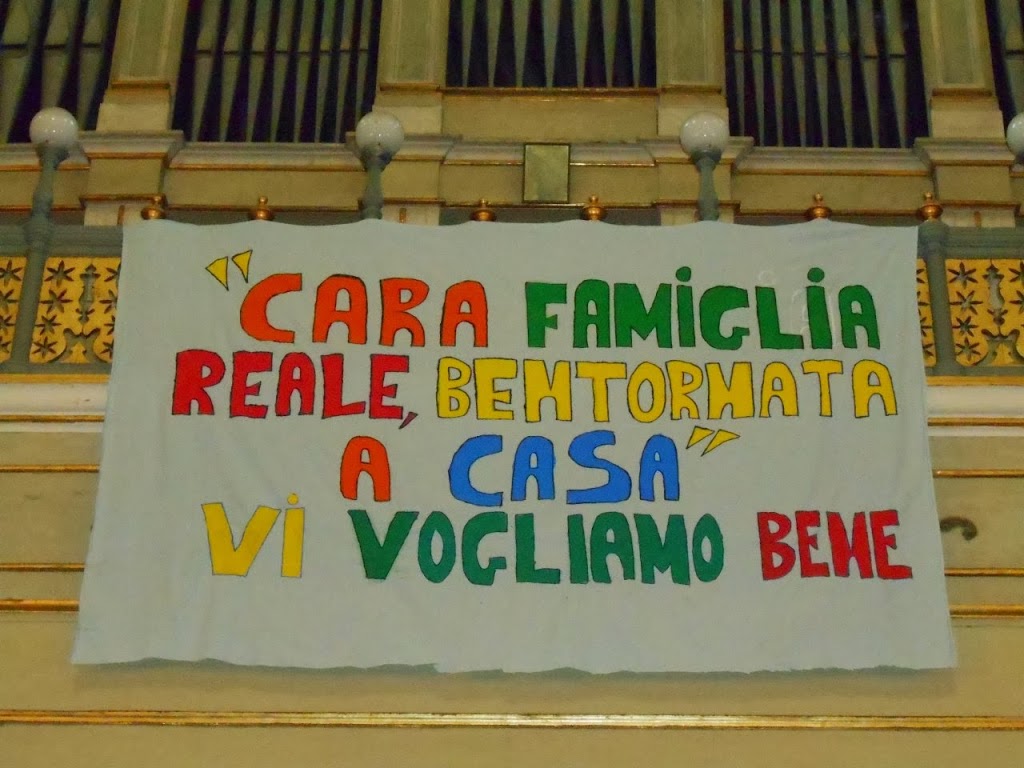 "CARA FAMiGLiA
REALE, BENTORNATA
A CASA"
Vi VOGLIAMO BENE